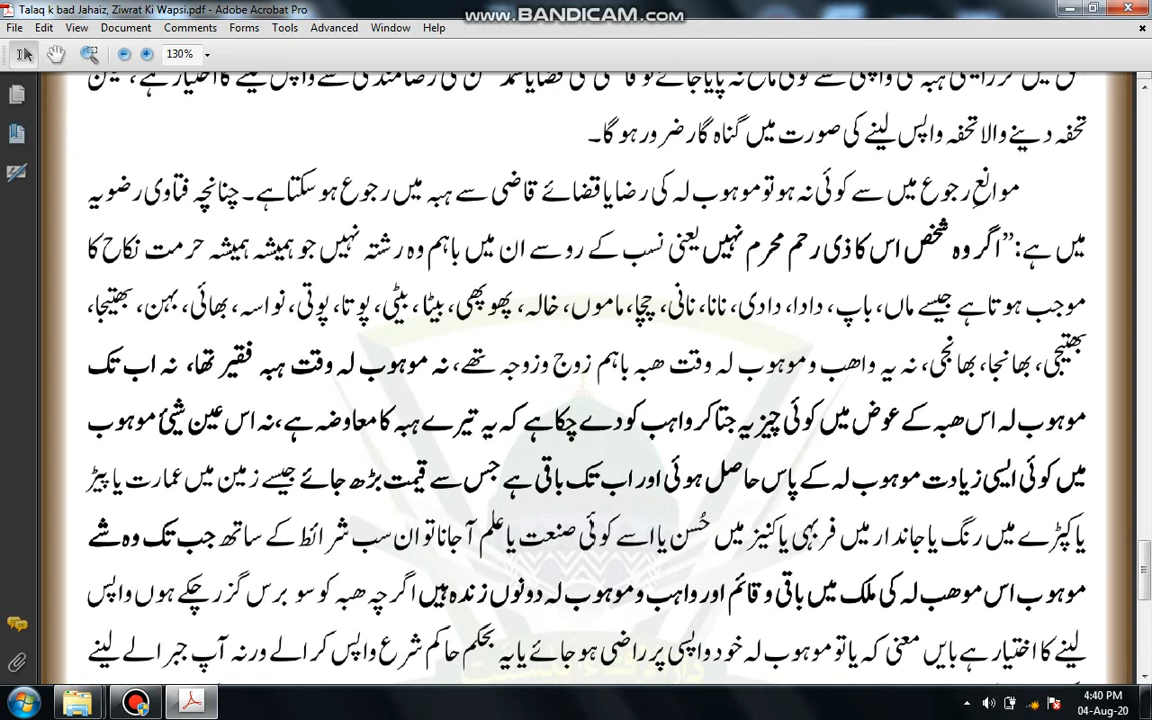 Talaq k bad Jahaiz, Ziwrat Ki Wapsi.pdf - Adobe Acrobat Pro
www.BANDICAM.com
File Edit View Document Comments Forms Tools Advanced Window Help
130%
تحفہ دینے والا تحفہ واپس لینے کی صورت میں گناہ گار ضرور ہو گا۔
موانعِ رجوع میں سے کوئی نہ ہو تو موہوب لہ کی رضا یا قضائے قاضی سے ہبہ میں رجوع ہو سکتا ہے۔ چنانچہ فتاوی رضویہ
میں ہے: ”اگر وہ شخص اس کا ذی رحم محرم نہیں یعنی نسب کے رو سے ان میں باہم وہ رشتہ نہیں جو ہمیشہ ہمیشہ حرمت نکاح کا
موجب ہوتا ہے جیسے ماں، باپ، دادا، دادی، نانا، نانی، چچا، ماموں، خالہ، پھوپھی، بیٹا، بیٹی، پوتا، پوتی، نواسہ، بھائی، بہن، بھتیجا،
بھتیجی، بھانجا، بھانجی، نہ یہ واھب و موہوب لہ وقت ھبہ باہم زوج و زوجہ تھے، نہ موہوب لہ وقت ہبہ فقیر تھا، نہ اب تک
موہوب لہ اس ھبہ کے عوض میں کوئی چیز یہ جتا کر واہب کو دے چکا ہے کہ یہ تیرے ہبہ کا معاوضہ ہے، نہ اس عین شیئ موہوب
میں کوئی ایسی زیادت موہوب لہ کے پاس حاصل ہوئی اور اب تک باقی ہے جس سے قیمت بڑھ جائے جیسے زمین میں عمارت یا پیڑ
یا کپڑے میں رنگ یا جاندار میں فربہی یا کنیز میں حُسن یا اسے کوئی صنعت یا علم آ جانا تو ان سب شرائط کے ساتھ جب تک وہ شے
موہوب اس موھب لہ کی ملک میں باقی و قائم اور واہب و موہوب لہ دونوں زندہ ہیں اگرچہ ھبہ کو سو برس گزر چکے ہوں واپس
لینے کا اختیار ہے بایں معنی کہ یا تو موہوب لہ خود واپسی پر راضی ہو جائے یا یہ بحکم حاکم شرع واپس کرالے ورنہ آپ جبرا لے لینے
4:40 PM
04-Aug-20